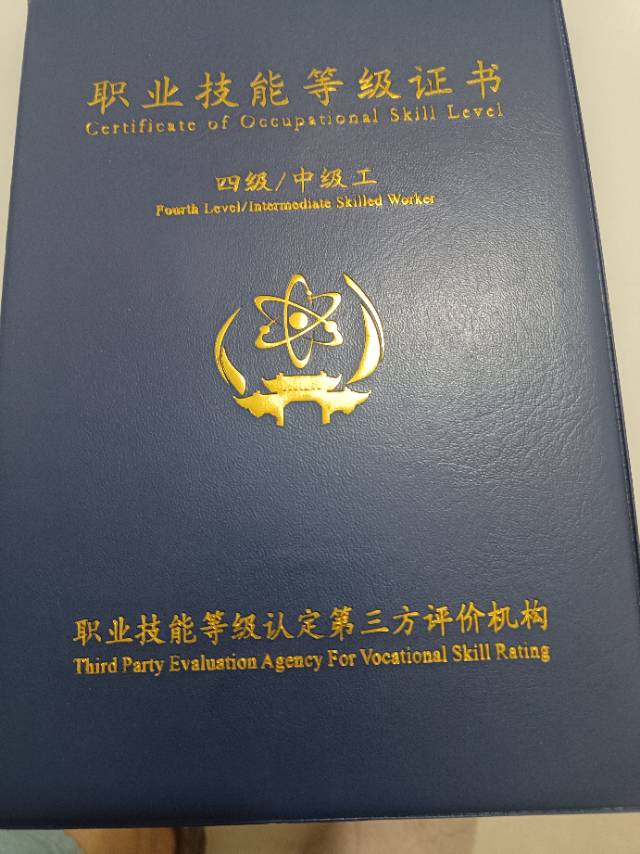 职业技能等级证书
Certificate of Occupational Skill Level
四级/中级工
Fourth Level/Intermediate Skilled Worker
职业技能等级认定第三方评价机构
Third Party Evaluation Agency For Vocational Skill Rating